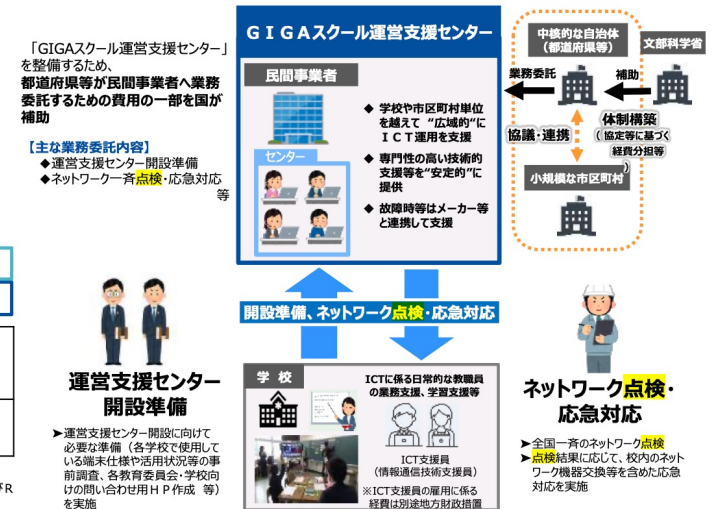 「GIGAスクール運営支援センター」
を整備するため、
都道府県等が民間事業者へ業務
委託するための費用の一部を国が
補助
【主な業務委託内容】
◆運営支援センター開設準備
◆ネットワーク一斉点検・応急対応
等
GIGAスクール運営支援センター
民間事業者
センター
◆ 学校や市区町村単位
を越えて “広域的“に
ICT運用を支援
◆ 専門性の高い技術的
支援等を“安定的”に
提供
◆ 故障時等はメーカー等
と連携して支援
中核的な自治体
(都道府県等)
文部科学省
業務委託
補助
協議・連携
体制構築
(協定等に基づく
経費分担等
)
小規模な市区町村
開設準備、ネットワーク点検・応急対応
運営支援センター
開設準備
➤運営支援センター開設に向けて
必要な準備(各学校で使用して
いる端末仕様や活用状況等の事
前調査、各教育委員会・学校向
けの問い合わせ用HP作成 等)
を実施
学校
ICTに係る日常的な教職員
の業務支援、学習支援等
ICT支援員
(情報通信技術支援員)
※ICT支援員の雇用に係る
経費は別途地方財政措置
ネットワーク点検・
応急対応
➤全国一斉のネットワーク点検
➤点検結果に応じて、校内のネット
ワーク機器交換等を含めた応急
対応を実施
R